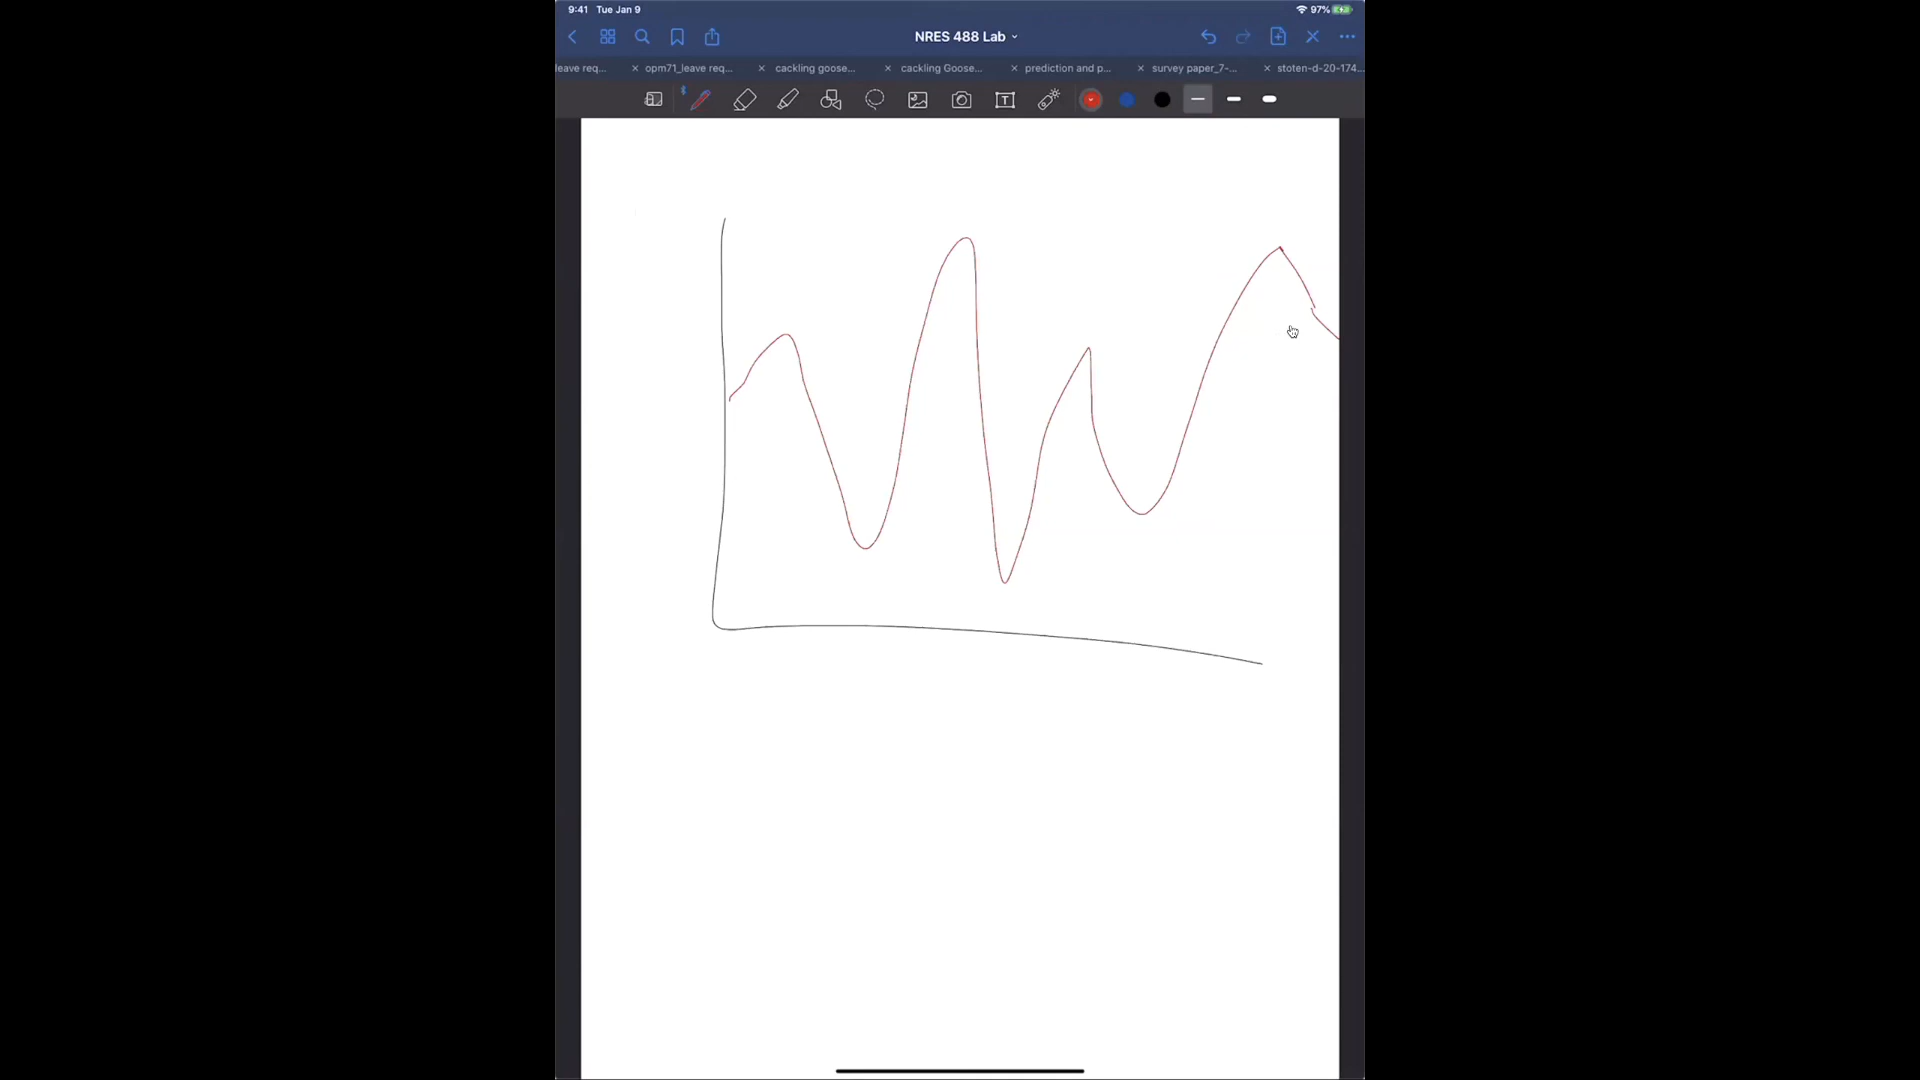 9:41 Tue Jan 9 97%
NRES 488 Lab
leave req... opm71_leave req... cackling goose... cackling Goose... prediction and p... survey paper_7-... stoten-d-20-174...
T